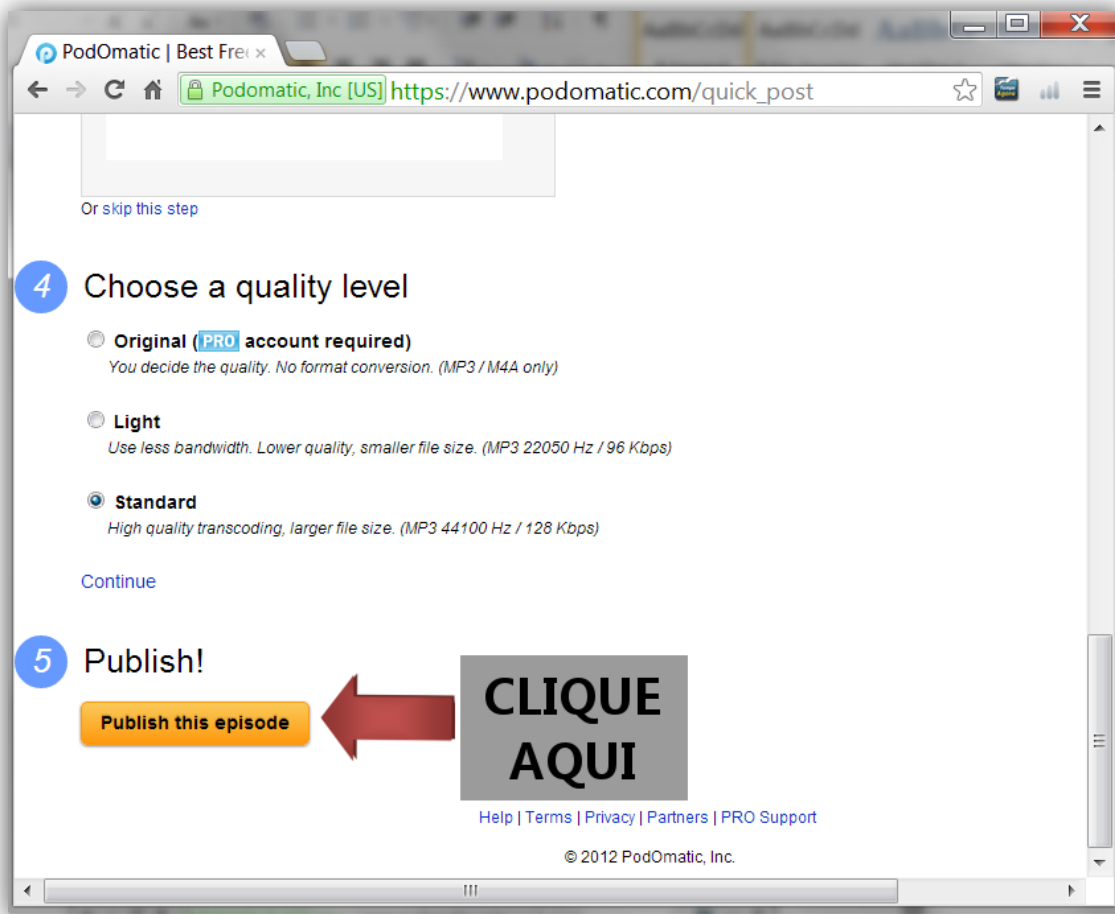 AaBbCcDd AaBbCcDd
PodOmatic | Best Fre
Podomatic, Inc [US] https://www.podomatic.com/quick_post
Or skip this step
4 Choose a quality level
Original (PRO account required)
You decide the quality. No format conversion. (MP3 / M4A only)
Light
Use less bandwidth. Lower quality, smaller file size. (MP3 22050 Hz / 96 Kbps)
Standard
High quality transcoding, larger file size. (MP3 44100 Hz / 128 Kbps)
Continue
5 Publish!
Publish this episode
CLIQUE
AQUI
Help | Terms | Privacy | Partners | PRO Support
© 2012 PodOmatic, Inc.